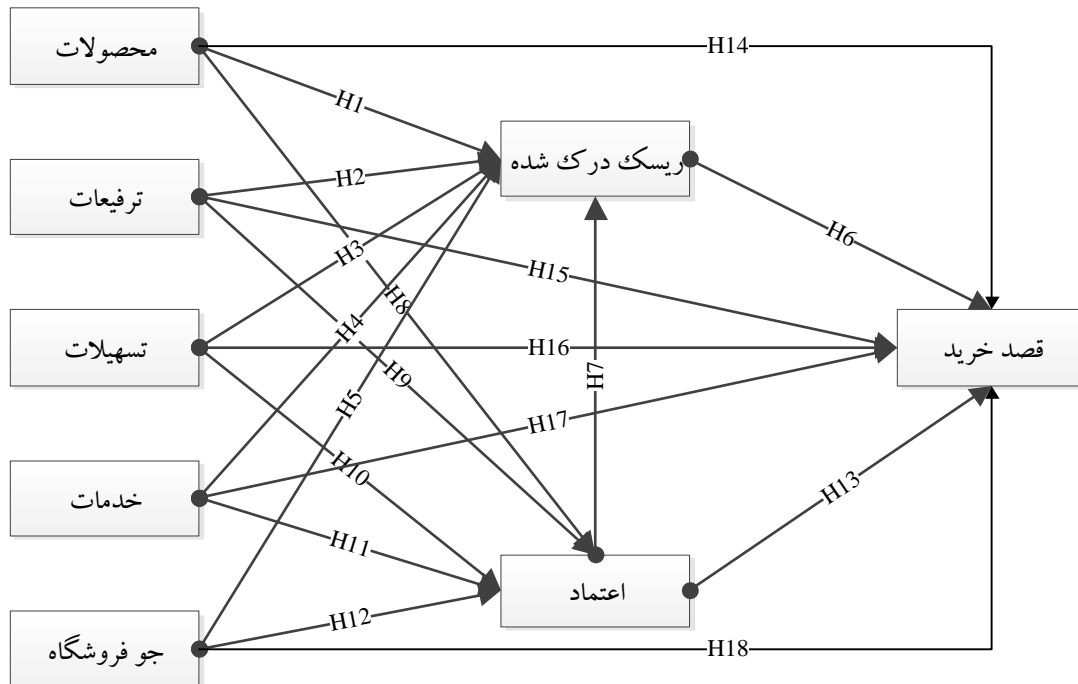 محصولات
H14
H1
ریسک درک شده
H2
ترفیعات
H6
H3
H15
H8
H4
تسهیلات
H16
قصد خرید
H9
H7
H5
H17
H10
H13
خدمات
H11
اعتماد
H12
جو فروشگاه
H18